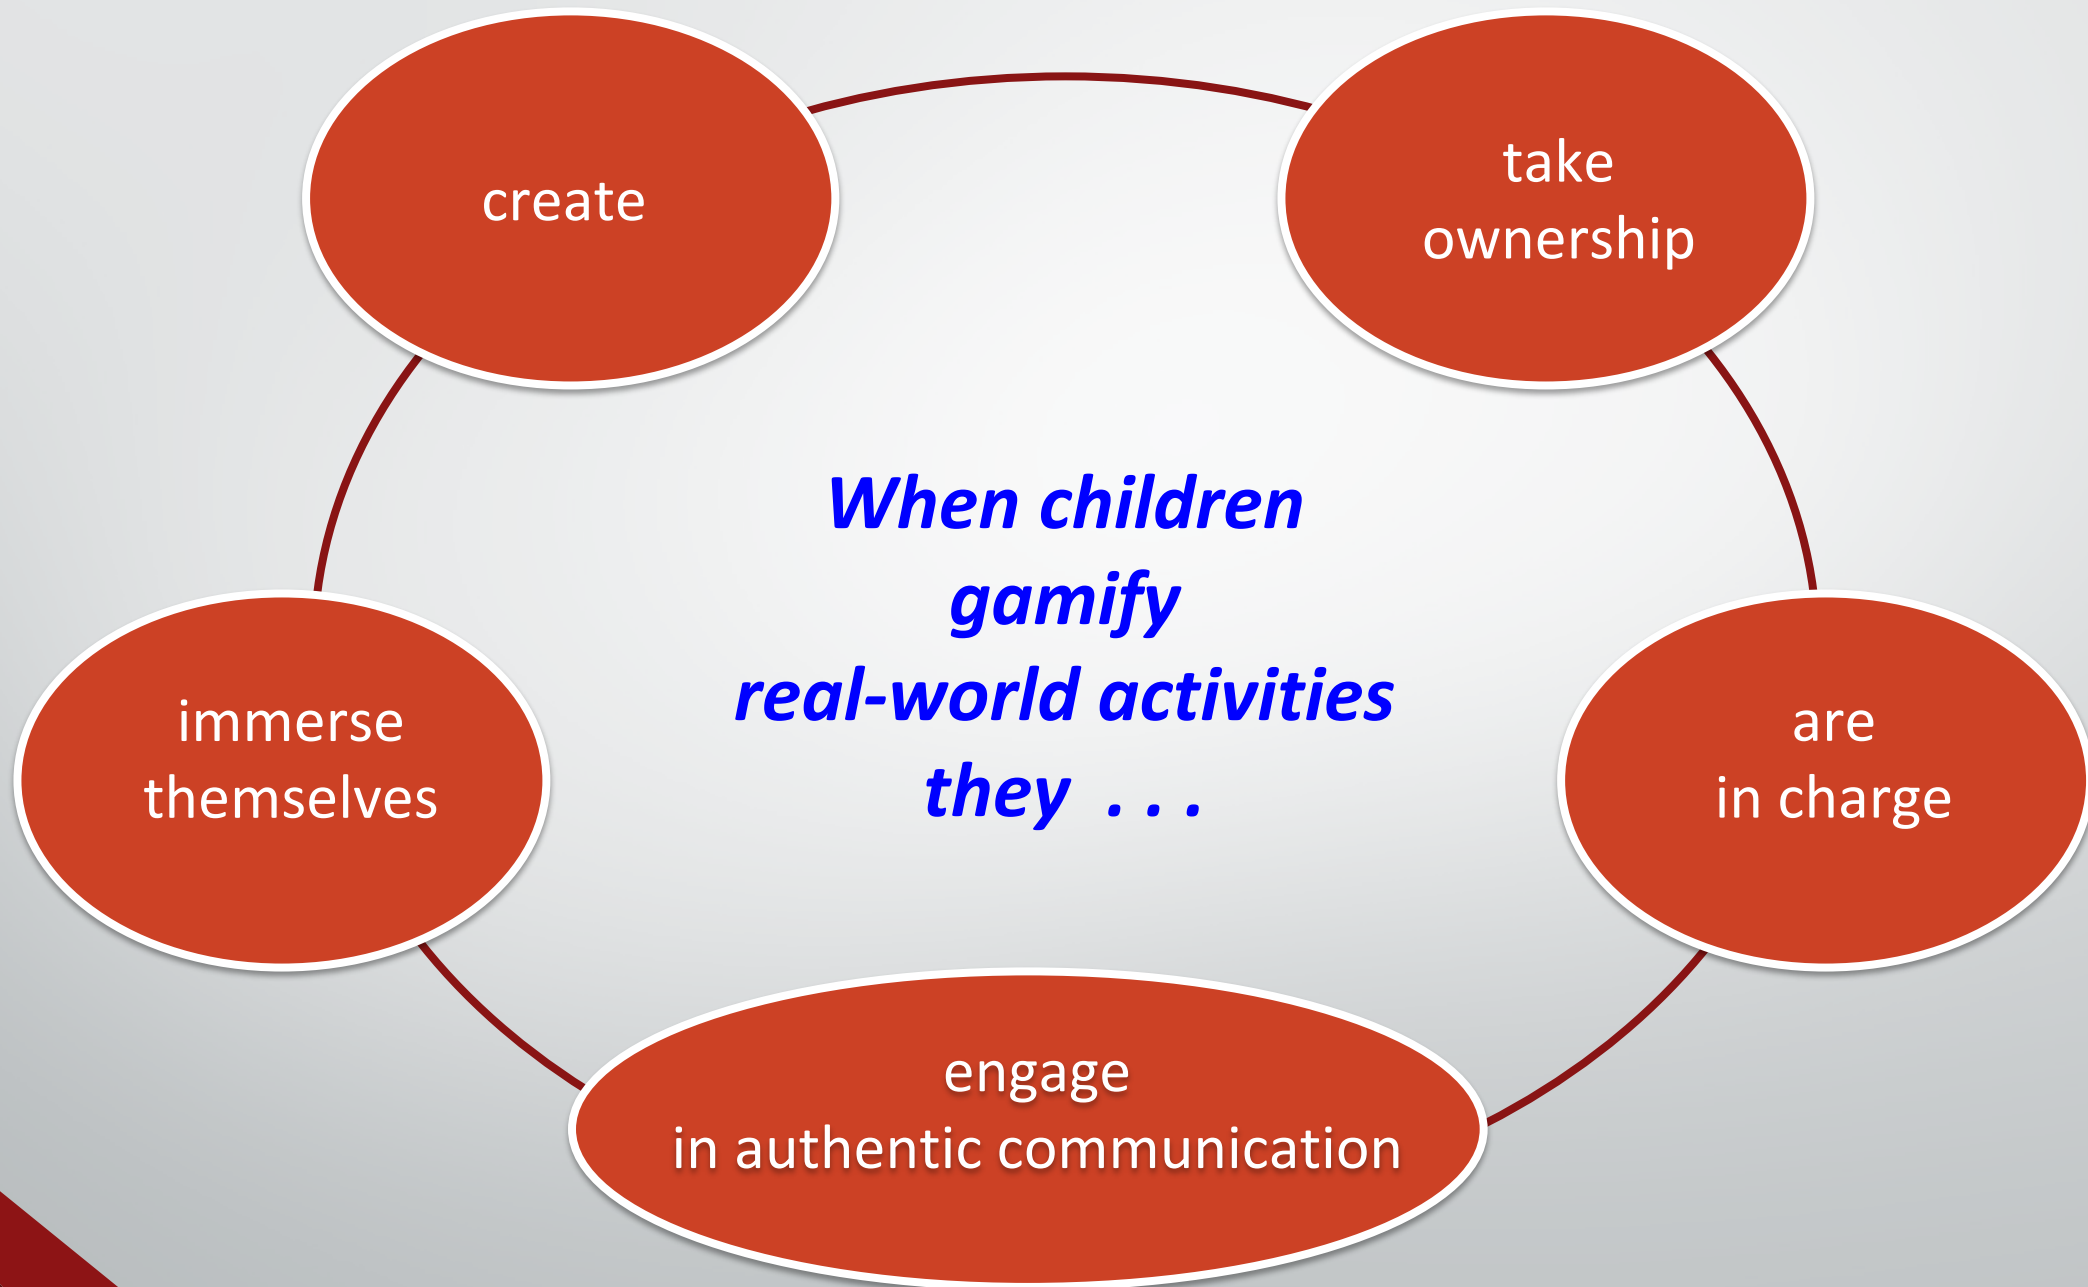 create
take
ownership
When children
gamify
real-world activities
they . . .
immerse
themselves
are
in charge
engage
in authentic communication